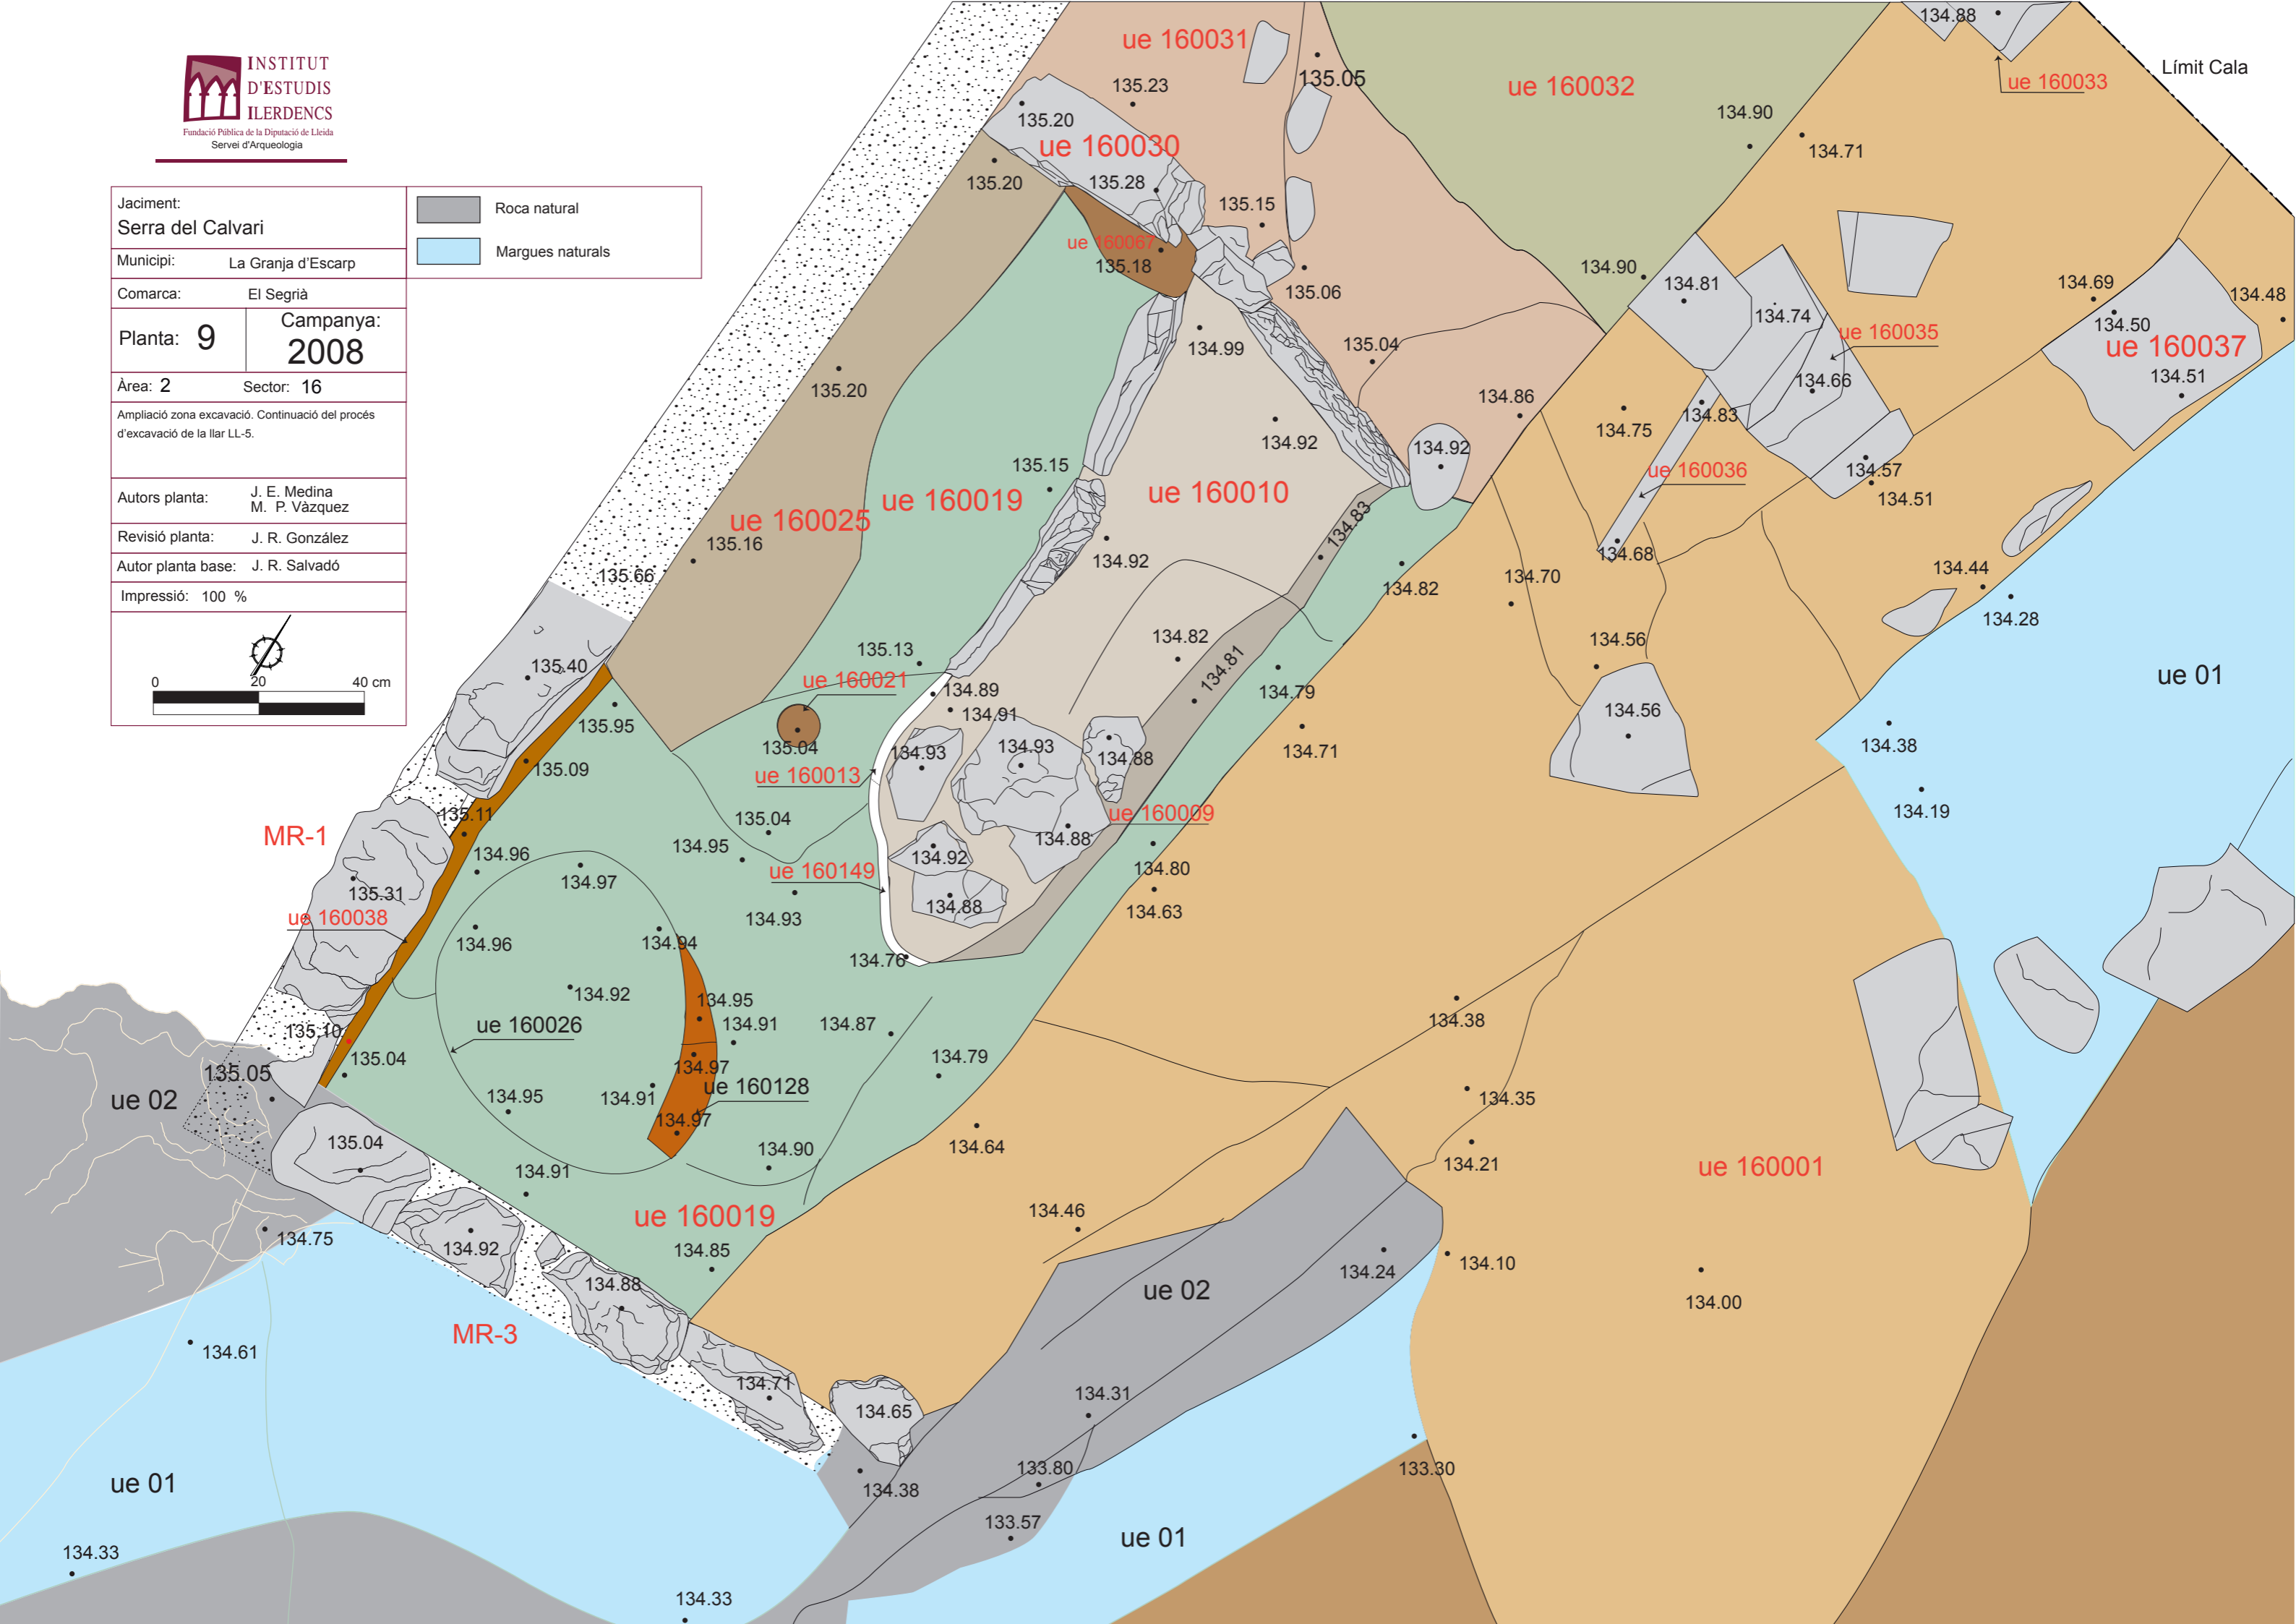 INSTITUT
D'ESTUDIS
ILERDENCS
Fundació Pública de la Diputació de Lleida
Servei d'Arqueologia
Jaciment:
Serra del Calvari
Municipi: La Granja d'Escarp
Comarca: El Segrià
Planta: 9
Campanya:
2008
Àrea: 2 Sector: 16
Ampliació zona excavació. Continuació del procés
d'excavació de la llar LL-5.
Autors planta: J. E. Medina
M. P. Vàzquez
Revisió planta: J. R. González
Autor planta base: J. R. Salvadó
Impressió: 100 %
0 20 40 cm
Roca natural
Margues naturals
134.88
Límit Cala
ue 160031
ue 160033
135.05
135.23
ue 160032
135.20
134.90
ue 160030
134.71
135.20
135.28
135.15
ue 160067
135.18
134.90
134.81
135.06
134.69
134.48
134.74
134.50
ue 160035
134.99
135.04
ue 160037
135.20
134.66
134.51
134.86
134.83
134.75
134.92
134.92
135.15
ue 160036
134.57
ue 160019
ue 160010
134.51
ue 160025
134.83
135.16
134.92
134.68
135.66
134.70
134.44
134.82
134.28
134.82
134.56
135.13
135.40
134.81
ue 160021
134.89
134.79
ue 01
134.91
134.56
135.95
135.04
134.93
134.93
134.88
134.71
134.38
135.09
ue 160013
135.11
135.04
ue 160009
134.19
MR-1
134.96
134.95
134.88
134.92
134.80
ue 160149
134.97
135.31
134.88
134.63
ue 160038
134.93
134.96
134.94
134.76
134.92
134.95
134.38
ue 160026
134.91
134.87
135.10
135.04
134.79
135.05
134.97
ue 160128
ue 02
134.95
134.91
134.35
134.97
135.04
134.90
134.64
134.21
ue 160001
134.91
ue 160019
134.46
134.75
134.92
134.85
134.24
134.10
134.88
ue 02
134.00
MR-3
134.61
134.71
134.31
134.65
133.80
133.30
ue 01
134.38
133.57
ue 01
134.33
134.33